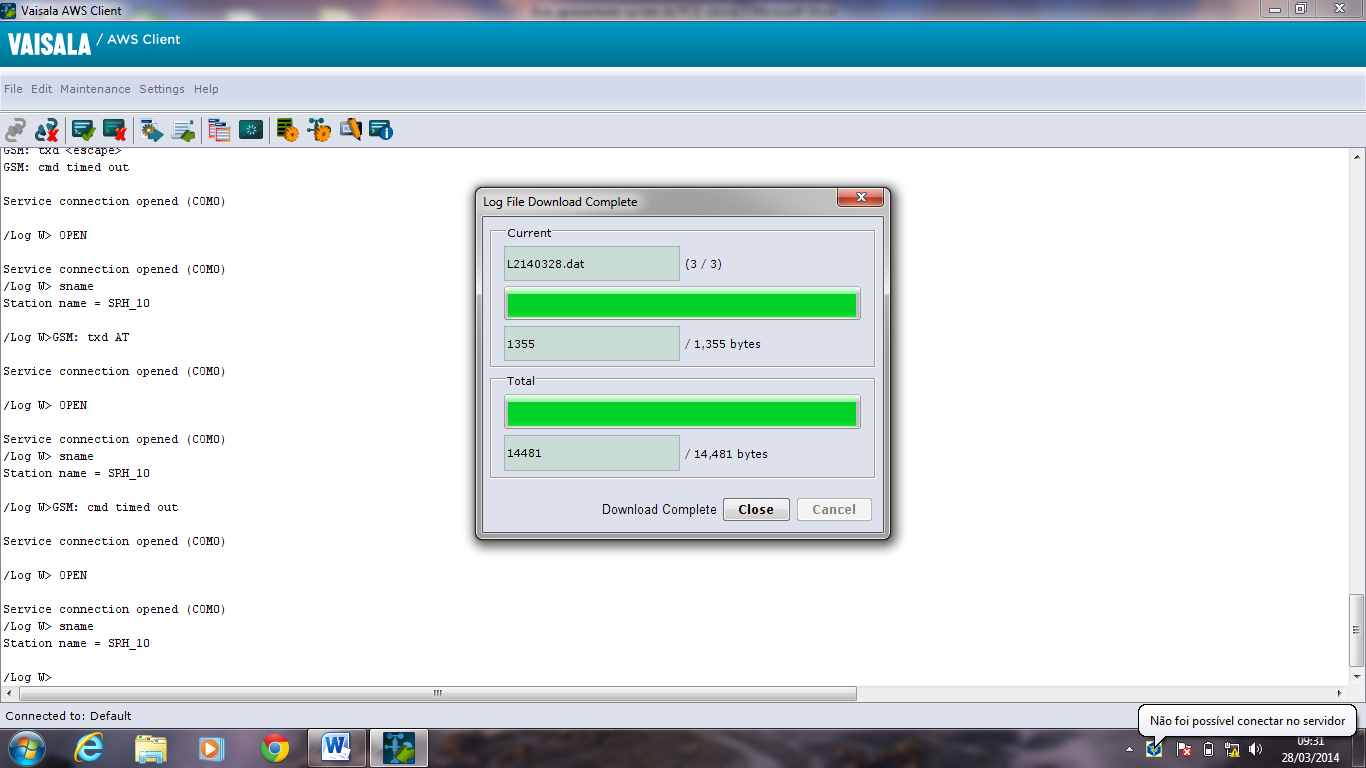 Vaisala AWS Client
VAISALA / AWS Client
File Edit Maintenance Settings Help
GSM: txd <escape>
GSM: cmd timed out
Service connection opened (COM0)
/Log W> OPEN
Service connection opened (COM0)
/Log W> sname
Station name = SRH_10
/Log W>GSM: txd AT
Service connection opened (COM0)
/Log W> OPEN
Service connection opened (COM0)
/Log W> sname
Station name = SRH_10
/Log W>GSM: cmd timed out
Service connection opened (COM0)
/Log W> OPEN
Service connection opened (COM0)
/Log W> sname
Station name = SRH_10
/Log W>
Log File Download Complete
Current
L2140328.dat (3 / 3)
1355 / 1,355 bytes
Total
14481 / 14,481 bytes
Download Complete Close Cancel
Connected to: Default
Não foi possível conectar no servidor
09:31
28/03/2014